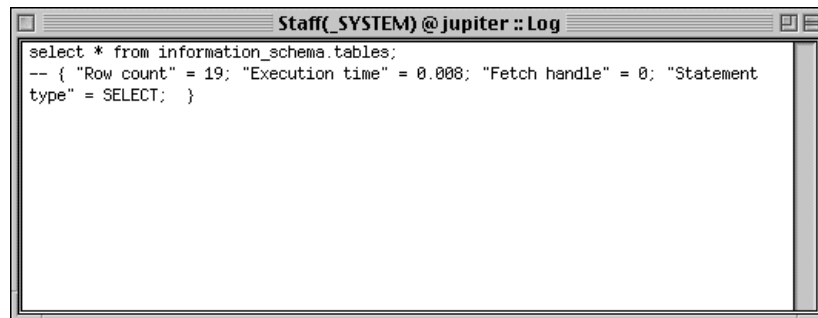 Staff(_SYSTEM) @ jupiter :: Log
select * from information_schema.tables;
-- { "Row count" = 19; "Execution time" = 0.008; "Fetch handle" = 0; "Statement
type" = SELECT;  }